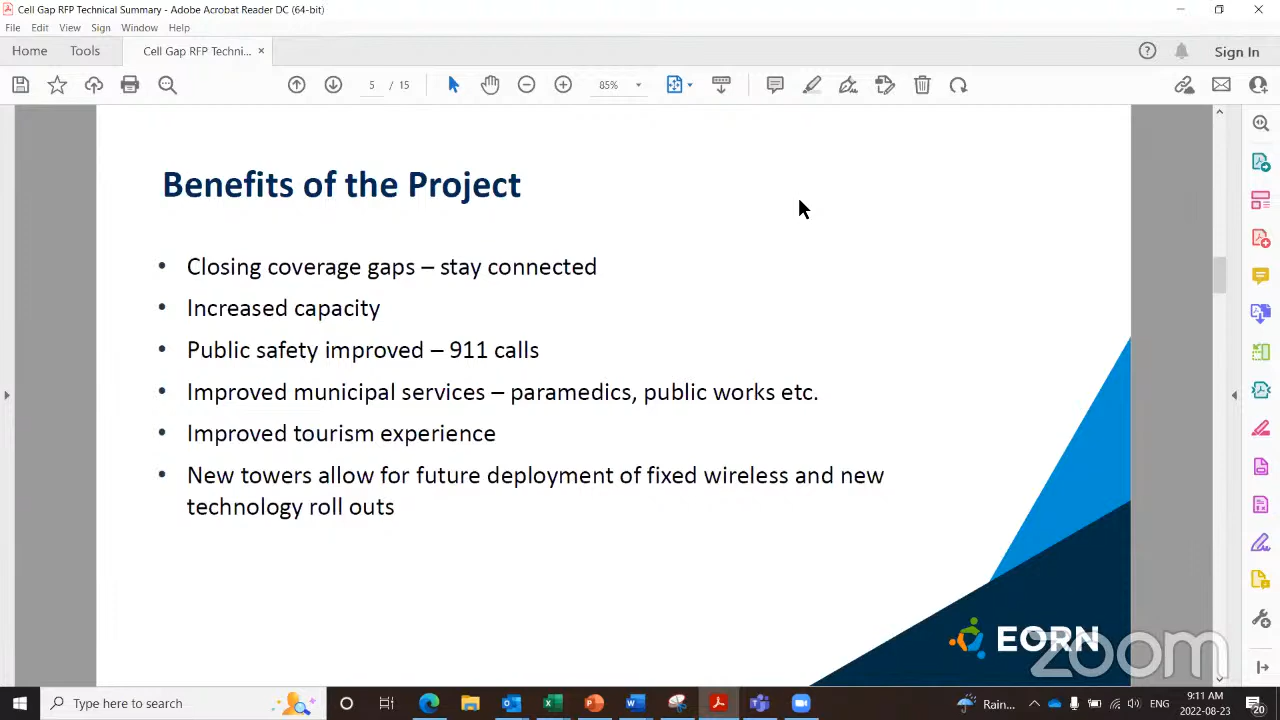 Cell Gap RFP Technical Summary - Adobe Acrobat Reader DC (64-bit)
File Edit View Sign Window Help
Home Tools Cell Gap RFP Techni... × Sign In
5 / 15 85%
Benefits of the Project
• Closing coverage gaps – stay connected
• Increased capacity
• Public safety improved – 911 calls
• Improved municipal services – paramedics, public works etc.
• Improved tourism experience
• New towers allow for future deployment of fixed wireless and new
technology roll outs
EORN
zoom
Type here to search
Rain...
ENG
9:11 AM
2022-08-23
20